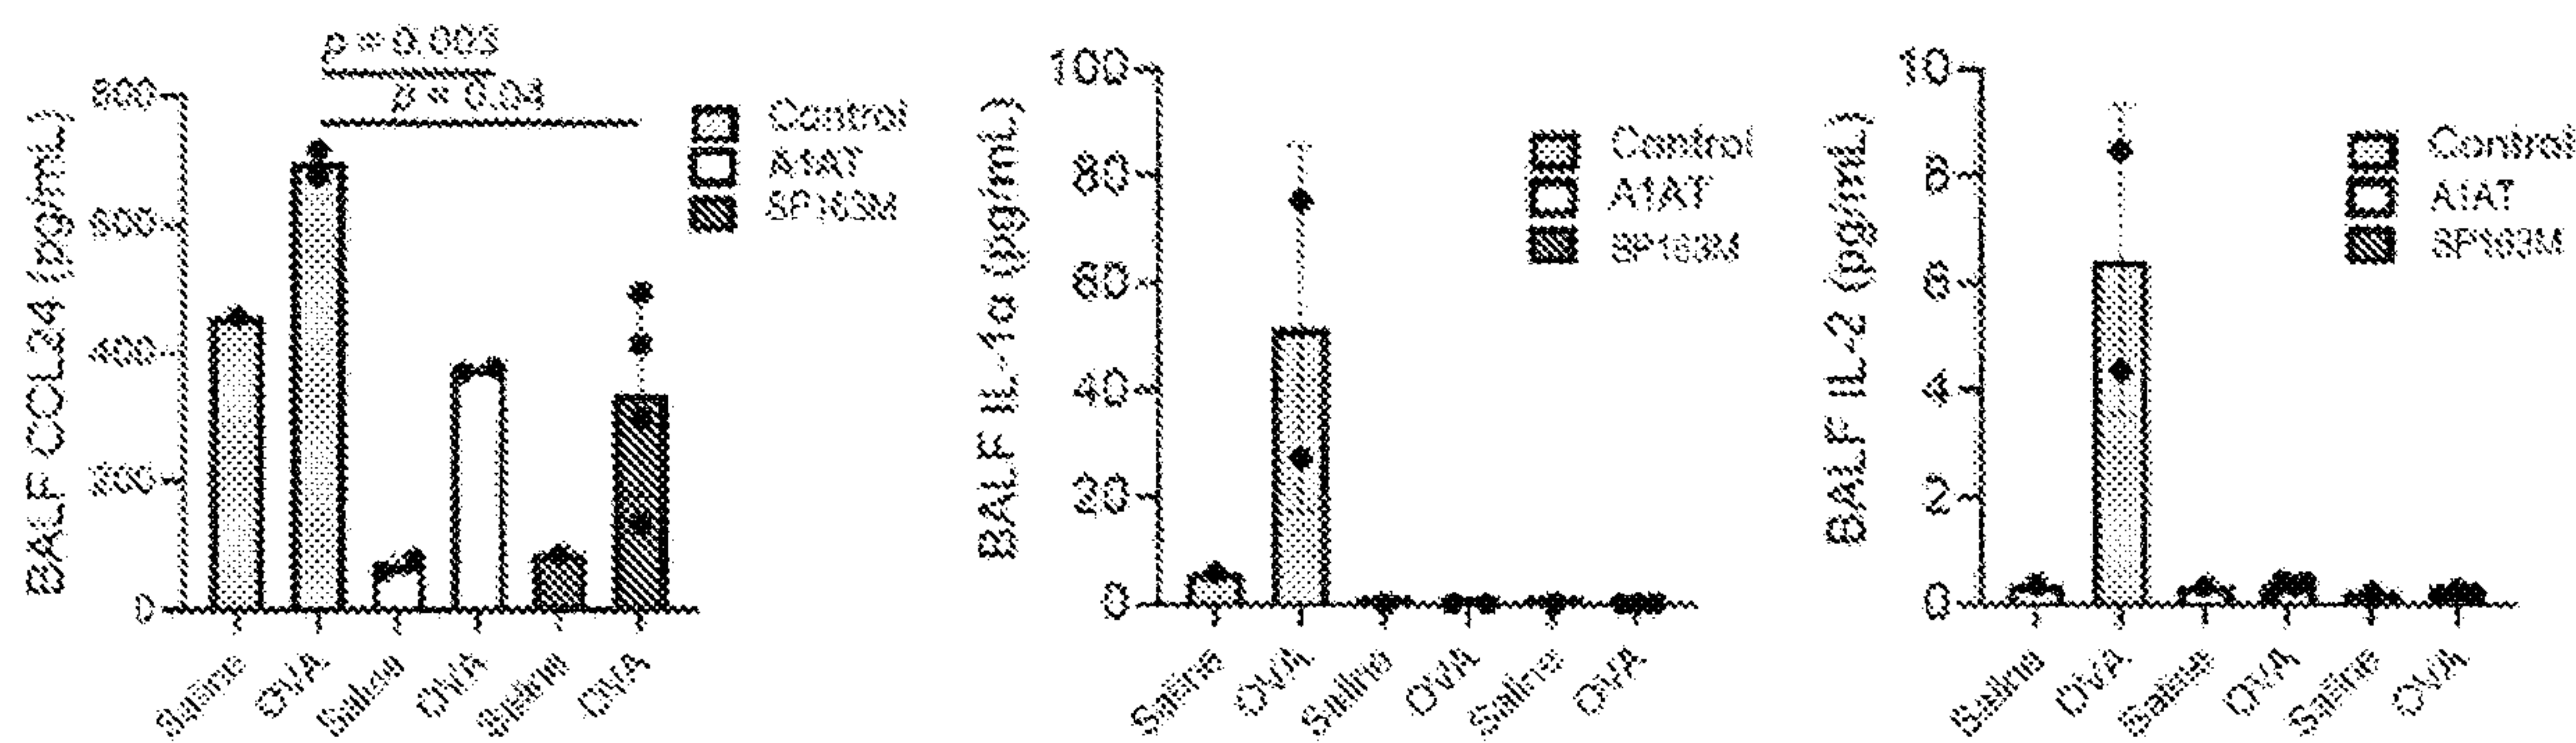 p = 0.003
p = 0.04
BALF CCL24 (pg/mL)
800
600
400
200
0
Saline
OVA
Saline
OVA
Saline
OVA
Control
A1AT
SP163M
BALF IL-1α (pg/mL)
100
80
60
40
20
0
Saline
OVA
Saline
OVA
Saline
OVA
Control
A1AT
SP163M
BALF IL-2 (pg/mL)
10
8
6
4
2
0
Saline
OVA
Saline
OVA
Saline
OVA
Control
A1AT
SP163M